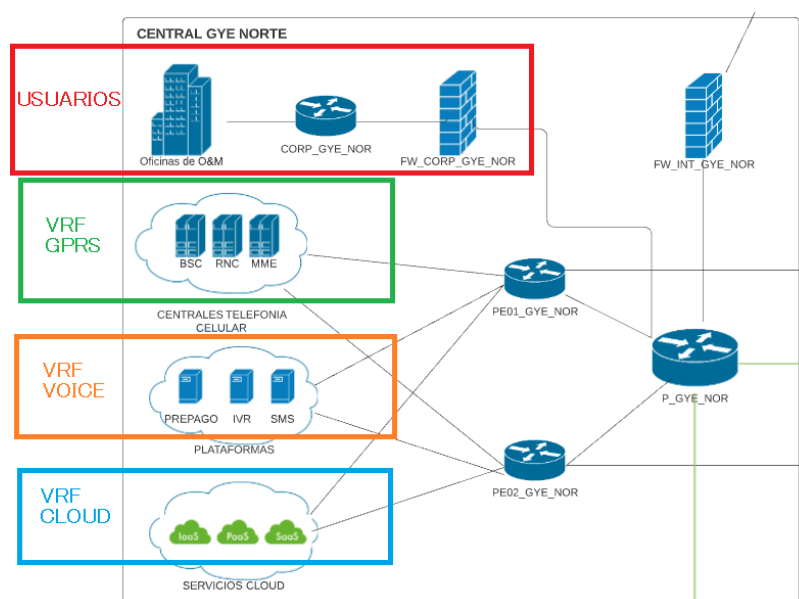 CENTRAL GYE NORTE
USUARIOS
Oficinas de O&M
CORP_GYE_NOR
FW_CORP_GYE_NOR
FW_INT_GYE_NOR
VRF
GPRS
BSC RNC MME
CENTRALES TELEFONIA
CELULAR
PE01_GYE_NOR
VRF
VOICE
PREPAGO IVR SMS
PLATAFORMAS
P_GYE_NOR
PE02_GYE_NOR
VRF
CLOUD
IaaS PaaS SaaS
SERVICIOS CLOUD